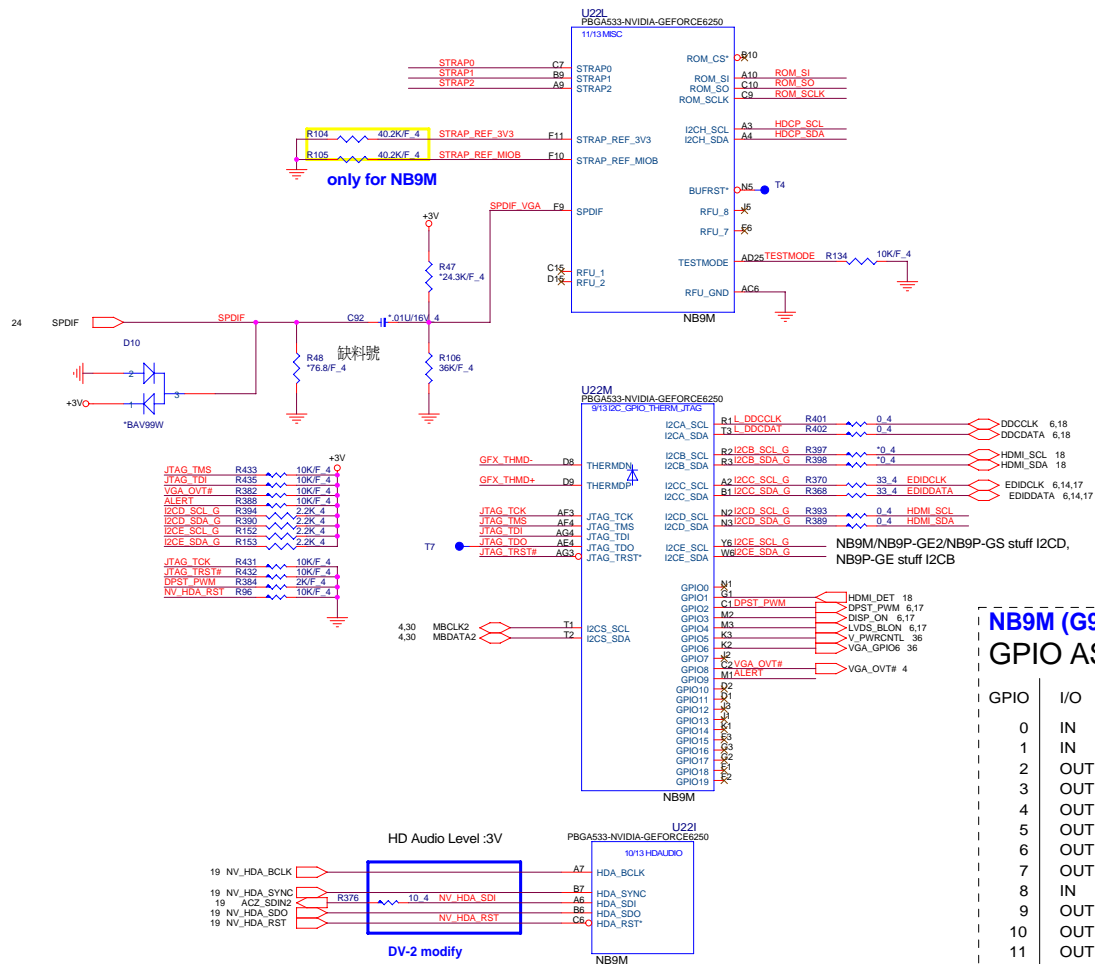 U22L
PBGA533-NVIDIA-GEFORCE6250
11/13 MISC
STRAP0 C7 STRAP0
STRAP1 B9 STRAP1
STRAP2 A9 STRAP2
ROM_CS* B10
ROM_SI A10 ROM_SI
ROM_SO C10 ROM_SO
ROM_SCLK C9 ROM_SCLK
I2CH_SCL A3 HDCP_SCL
I2CH_SDA A4 HDCP_SDA
R104 40.2K/F_4 STRAP_REF_3V3 F11 STRAP_REF_3V3
R105 40.2K/F_4 STRAP_REF_MIOB F10 STRAP_REF_MIOB
only for NB9M
BUFRST* N5 T4
SPDIF_VGA F9 SPDIF
RFU_8 J5
RFU_7 F6
TESTMODE AD25 TESTMODE R134 10K/F_4
C15 RFU_1
D15 RFU_2
RFU_GND AC6
NB9M
+3V
R47
*24.3K/F_4
24 SPDIF SPDIF C92 *.01U/16V_4
D10
2
3
+3V 1
*BAV99W
R48
*76.8/F_4
缺料號
R106
36K/F_4
U22M
PBGA533-NVIDIA-GEFORCE6250
9/13 I2C_GPIO_THERM_JTAG
I2CA_SCL R1 L_DDCCLK R401 0_4 DDCCLK 6,18
I2CA_SDA T3 L_DDCDAT R402 0_4 DDCDATA 6,18
I2CB_SCL R2 I2CB_SCL_G R397 *0_4 HDMI_SCL 18
I2CB_SDA R3 I2CB_SDA_G R398 *0_4 HDMI_SDA 18
I2CC_SCL A2 I2CC_SCL_G R370 33_4 EDIDCLK EDIDCLK 6,14,17
I2CC_SDA B1 I2CC_SDA_G R368 33_4 EDIDDATA EDIDDATA 6,14,17
I2CD_SCL N2 I2CD_SCL_G R393 0_4 HDMI_SCL
I2CD_SDA N3 I2CD_SDA_G R389 0_4 HDMI_SDA
I2CE_SCL Y6 I2CE_SCL_G
I2CE_SDA W6 I2CE_SDA_G
NB9M/NB9P-GE2/NB9P-GS stuff I2CD,
NB9P-GE stuff I2CB
GFX_THMD- D8 THERMDN
GFX_THMD+ D9 THERMDP
JTAG_TCK AF3 JTAG_TCK
JTAG_TMS AF4 JTAG_TMS
JTAG_TDI AG4 JTAG_TDI
T7 JTAG_TDO AE4 JTAG_TDO
JTAG_TRST# AG3 JTAG_TRST*
+3V
JTAG_TMS R433 10K/F_4
JTAG_TDI R435 10K/F_4
VGA_OVT# R382 10K/F_4
ALERT R388 10K/F_4
I2CD_SCL_G R394 2.2K_4
I2CD_SDA_G R390 2.2K_4
I2CE_SCL_G R152 2.2K_4
I2CE_SDA_G R153 2.2K_4
JTAG_TCK R431 10K/F_4
JTAG_TRST# R432 10K/F_4
DPST_PWM R384 2K/F_4
NV_HDA_RST R96 10K/F_4
4,30 MBCLK2 T1 I2CS_SCL
4,30 MBDATA2 T2 I2CS_SDA
GPIO0 N1
GPIO1 G1 HDMI_DET 18
GPIO2 C1 DPST_PWM DPST_PWM 6,17
GPIO3 M2 DISP_ON 6,17
GPIO4 M3 LVDS_BLON 6,17
GPIO5 K3 V_PWRCNTL 36
GPIO6 K2 VGA_GPIO6 36
GPIO7 J2
GPIO8 C2 VGA_OVT# VGA_OVT# 4
GPIO9 M1 ALERT
GPIO10 D2
GPIO11 D1
GPIO12 J3
GPIO13 J1
GPIO14 K1
GPIO15 F3
GPIO16 G3
GPIO17 G2
GPIO18 F1
GPIO19 F2
NB9M
NB9M (G9
GPIO AS
GPIO I/O
0 IN
1 IN
2 OUT
3 OUT
4 OUT
5 OUT
6 OUT
7 OUT
8 IN
9 OUT
10 OUT
11 OUT
HD Audio Level :3V
U22I
PBGA533-NVIDIA-GEFORCE6250
10/13 HDAUDIO
19 NV_HDA_BCLK A7 HDA_BCLK
19 NV_HDA_SYNC B7 HDA_SYNC
19 ACZ_SDIN2 R376 10_4 NV_HDA_SDI A6 HDA_SDI
19 NV_HDA_SDO B6 HDA_SDO
19 NV_HDA_RST NV_HDA_RST C6 HDA_RST*
DV-2 modify
NB9M